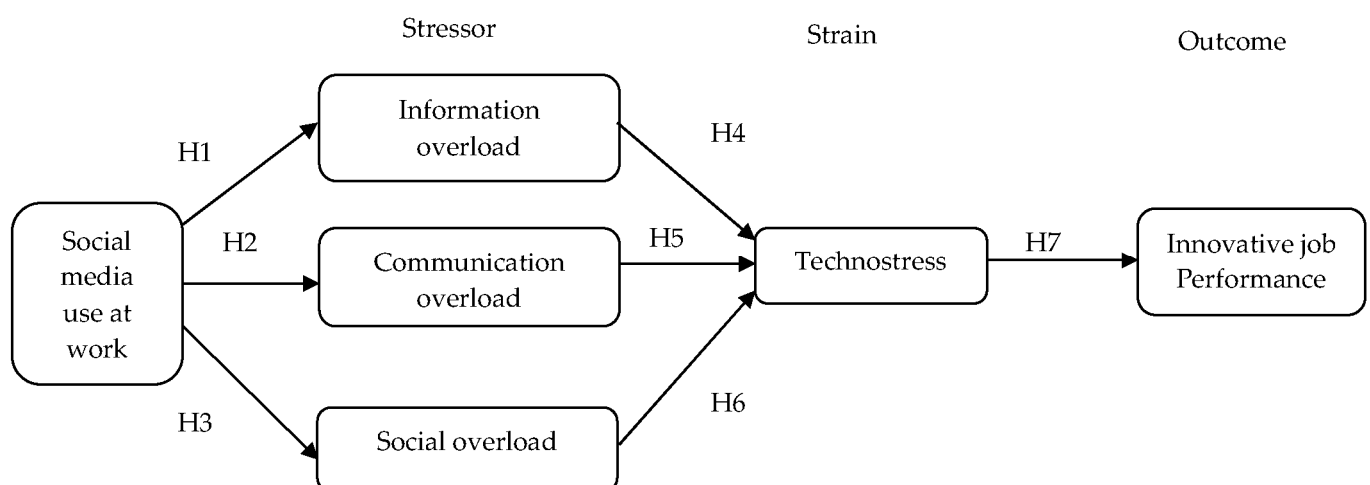 Stressor
Strain
Outcome
Information
overload
H1
H4
Social
media
use at
work
H2
Communication
overload
H5
Technostress
H7
Innovative job
Performance
H3
Social overload
H6